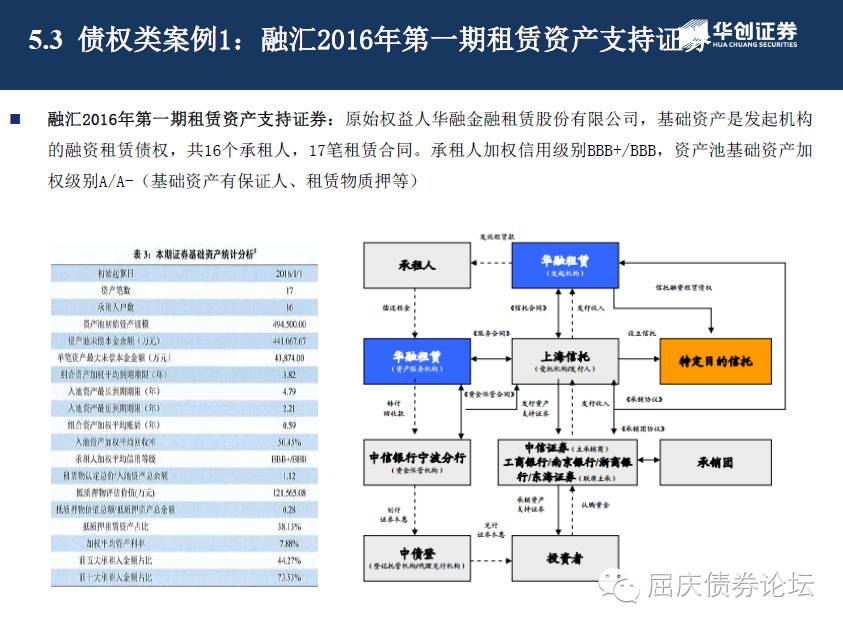 5.3 债权类案例1：融汇2016年第一期租赁资产支持证券
华创证券
HUA CHUANG SECURITIES
融汇2016年第一期租赁资产支持证券：原始权益人华融金融租赁股份有限公司，基础资产是发起机构
的融资租赁债权，共16个承租人，17笔租赁合同。承租人加权信用级别BBB+/BBB，资产池基础资产加
权级别A/A-（基础资产有保证人、租赁物质押等）
表 3：本期证券基础资产统计分析5
初始起算日 2016/1/1
资产笔数 17
承租人户数 16
资产池初始资产规模 494,500.00
资产池未偿本金余额（万元） 441,067.67
单笔资产最大未偿本金金额（万元） 43,874.00
组合资产加权平均到期期限（年） 3.82
入池资产最长到期期限（年） 4.79
入池资产最短到期期限（年） 2.21
组合资产加权平均账龄（年） 0.59
入池资产加权平均回收率 50.45%
承租人加权平均信用等级 BBB+/BBB
租赁物认定总价/入池资产总余额 1.12
抵质押物评估价值(万元) 121,565.08
抵质押物价值总额/抵质押资产总余额 0.28
抵质押租赁资产占比 38.13%
加权平均资产利率 7.88%
前五大承租人金额占比 44.27%
前十大承租人金额占比 73.53%
发放租赁款
承租人
华融租赁
（发起机构）
信托融资租赁债权
偿还租金
《信托合同》
发行收入
《服务合同》
设立信托
华融租赁
（资产服务机构）
上海信托
（受托机构/发行人）
特定目的信托
转付
回收款
《资金保管合同》
发行资产
支持证券
发行收入
《承销协议》
《承销团协议》
中信银行宁波分行
（资金保管机构）
中信证券（主承销商）
工商银行/南京银行/浙商银
行/东海证券（联席主承）
承销团
划付
证券本息
承销资产
支持证券
认购资金
兑付
证券本息
中债登
（登记托管机构/代理兑付机构）
投资者
屈庆债券论坛